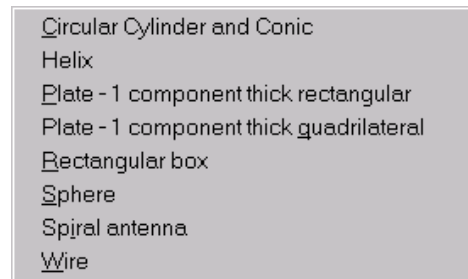 Circular Cylinder and Conic
Helix
Plate - 1 component thick rectangular
Plate - 1 component thick quadrilateral
Rectangular box
Sphere
Spiral antenna
Wire